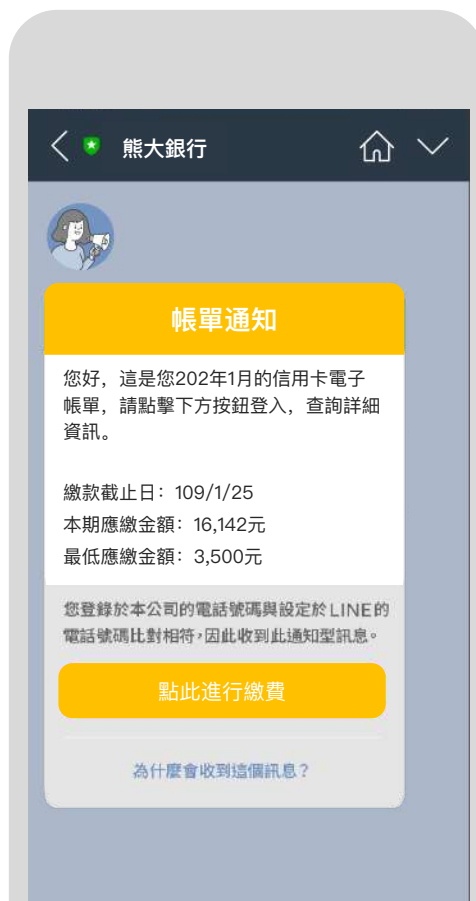 熊大銀行
帳單通知
您好，這是您202年1月的信用卡電子
帳單，請點擊下方按鈕登入，查詢詳細
資訊。
繳款截止日：109/1/25
本期應繳金額：16,142元
最低應繳金額：3,500元
您登錄於本公司的電話號碼與設定於LINE的
電話號碼比對相符，因此收到此通知型訊息。
點此進行繳費
為什麼會收到這個訊息？